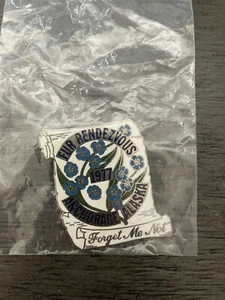 FUR RENDEZVOUS
1977
ANCHORAGE, ALASKA
Forget Me Not